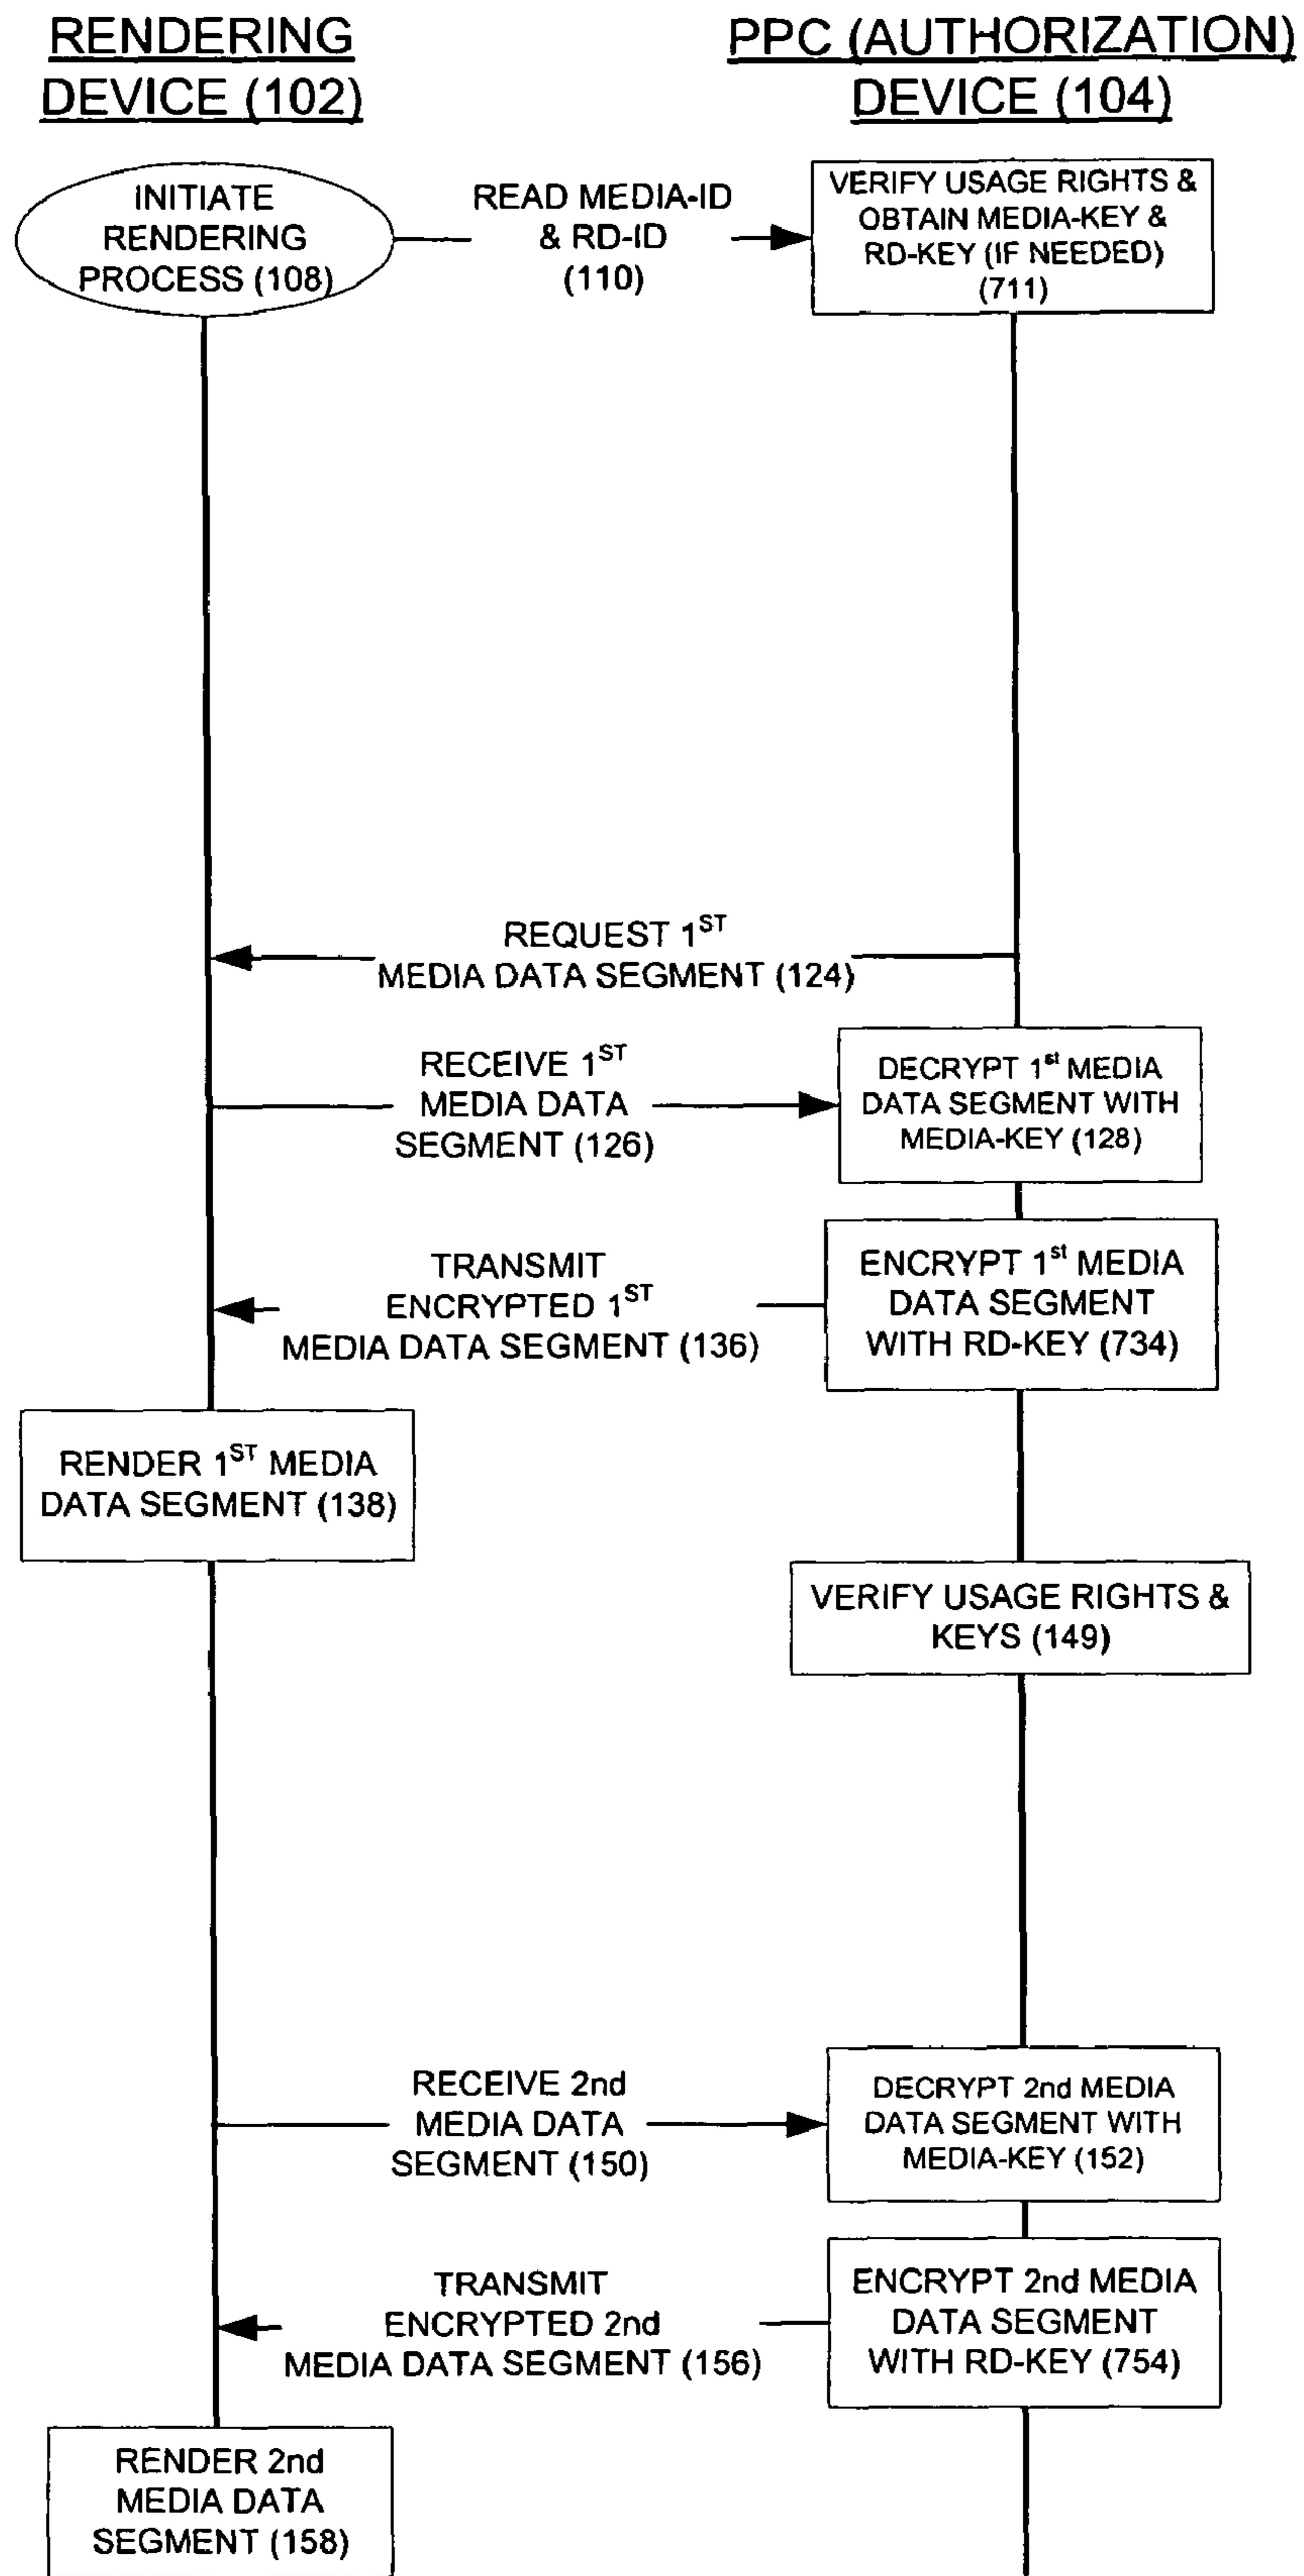 RENDERING
DEVICE (102)
PPC (AUTHORIZATION)
DEVICE (104)
INITIATE
RENDERING
PROCESS (108)
READ MEDIA-ID
& RD-ID
(110)
VERIFY USAGE RIGHTS &
OBTAIN MEDIA-KEY &
RD-KEY (IF NEEDED)
(711)
REQUEST 1ST
MEDIA DATA SEGMENT (124)
RECEIVE 1ST
MEDIA DATA
SEGMENT (126)
DECRYPT 1st MEDIA
DATA SEGMENT WITH
MEDIA-KEY (128)
TRANSMIT
ENCRYPTED 1ST
MEDIA DATA SEGMENT (136)
ENCRYPT 1st MEDIA
DATA SEGMENT
WITH RD-KEY (734)
RENDER 1ST MEDIA
DATA SEGMENT (138)
VERIFY USAGE RIGHTS &
KEYS (149)
RECEIVE 2nd
MEDIA DATA
SEGMENT (150)
DECRYPT 2nd MEDIA
DATA SEGMENT WITH
MEDIA-KEY (152)
TRANSMIT
ENCRYPTED 2nd
MEDIA DATA SEGMENT (156)
ENCRYPT 2nd MEDIA
DATA SEGMENT
WITH RD-KEY (754)
RENDER 2nd
MEDIA DATA
SEGMENT (158)